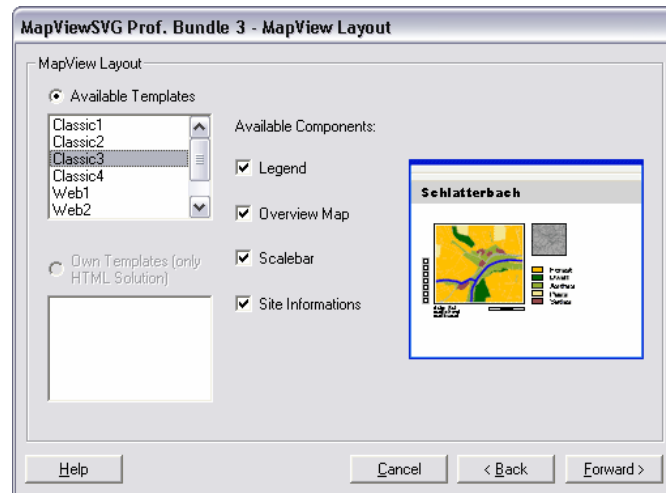 MapViewSVG Prof. Bundle 3 - MapView Layout
MapView Layout
Available Templates
Classic1
Classic2
Classic3
Classic4
Web1
Web2
Own Templates (only
HTML Solution)
Available Components:
Legend
Overview Map
Scalebar
Site Informations
Schlatterbach
Forest
Help
Cancel
< Back
Forward >